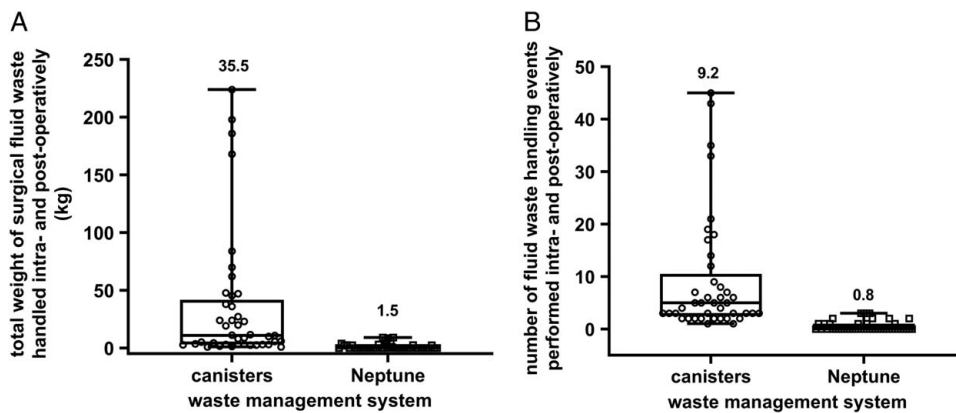 A
total weight of surgical fluid waste
handled intra- and post-operatively
(kg)
250
200
150
100
50
0
35.5
1.5
canisters
Neptune
waste management system
B
number of fluid waste handling events
performed intra- and post-operatively
50
40
30
20
10
0
9.2
0.8
canisters
Neptune
waste management system